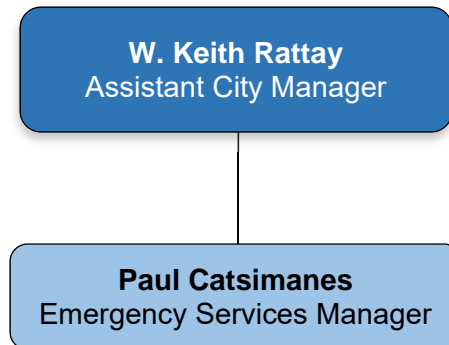 W. Keith Rattay
Assistant City Manager
Paul Catsimanes
Emergency Services Manager